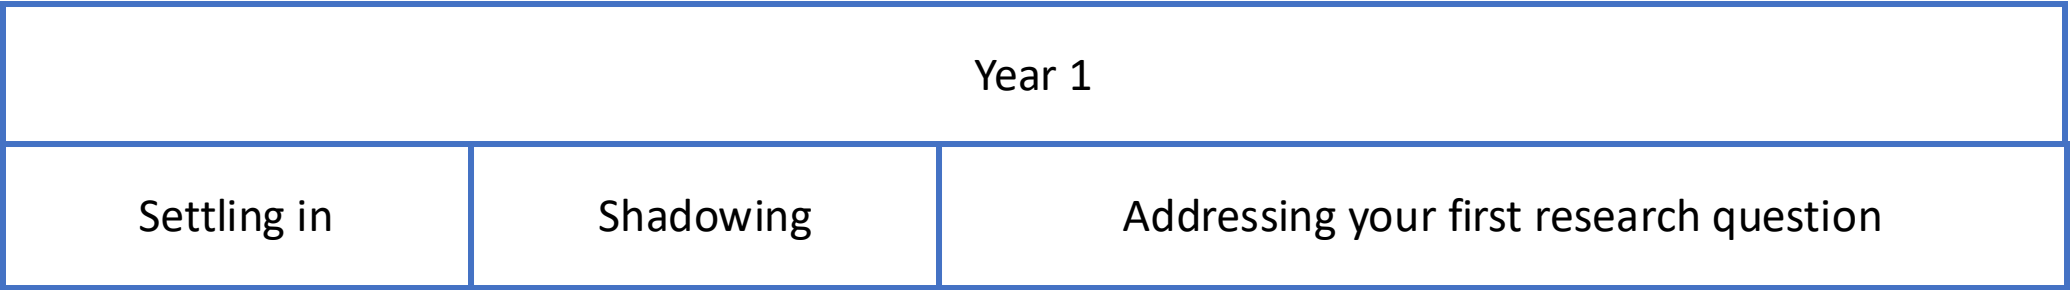 Year 1
Settling in
Shadowing
Addressing your first research question